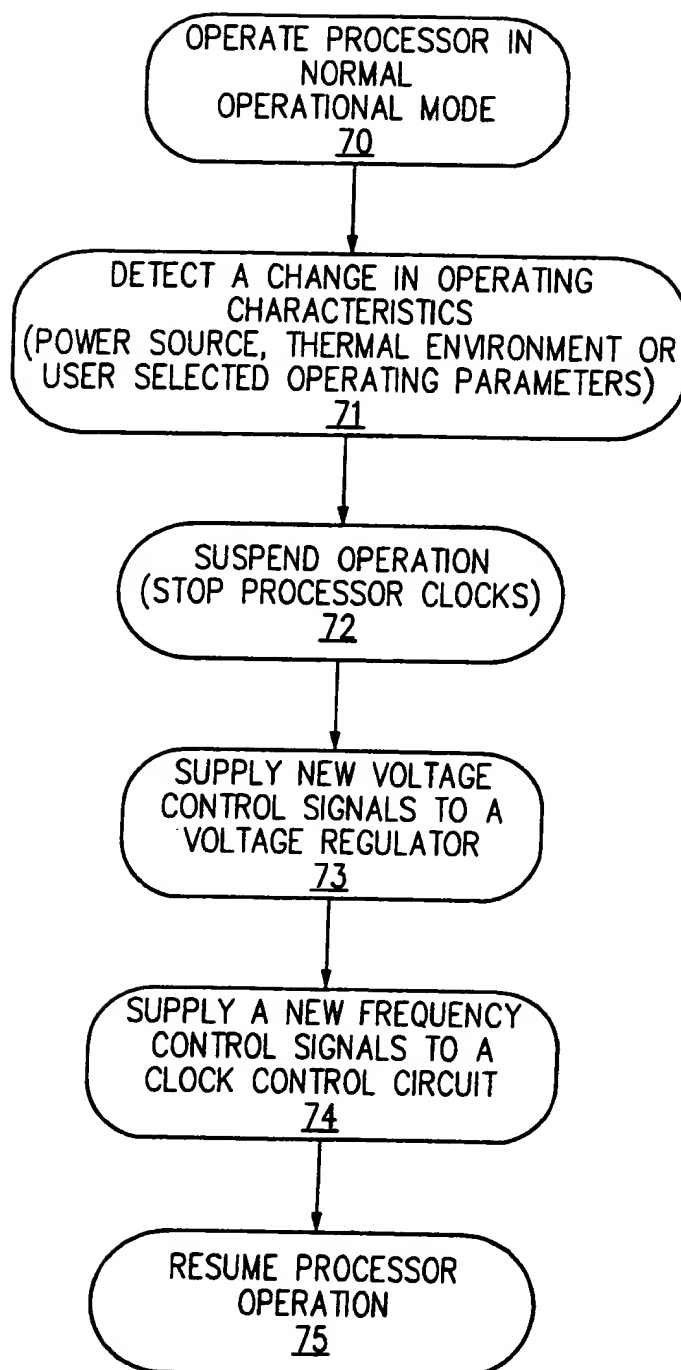 OPERATE PROCESSOR IN
NORMAL
OPERATIONAL MODE
70
DETECT A CHANGE IN OPERATING
CHARACTERISTICS
(POWER SOURCE, THERMAL ENVIRONMENT OR
USER SELECTED OPERATING PARAMETERS)
71
SUSPEND OPERATION
(STOP PROCESSOR CLOCKS)
72
SUPPLY NEW VOLTAGE
CONTROL SIGNALS TO A
VOLTAGE REGULATOR
73
SUPPLY A NEW FREQUENCY
CONTROL SIGNALS TO A
CLOCK CONTROL CIRCUIT
74
RESUME PROCESSOR
OPERATION
75